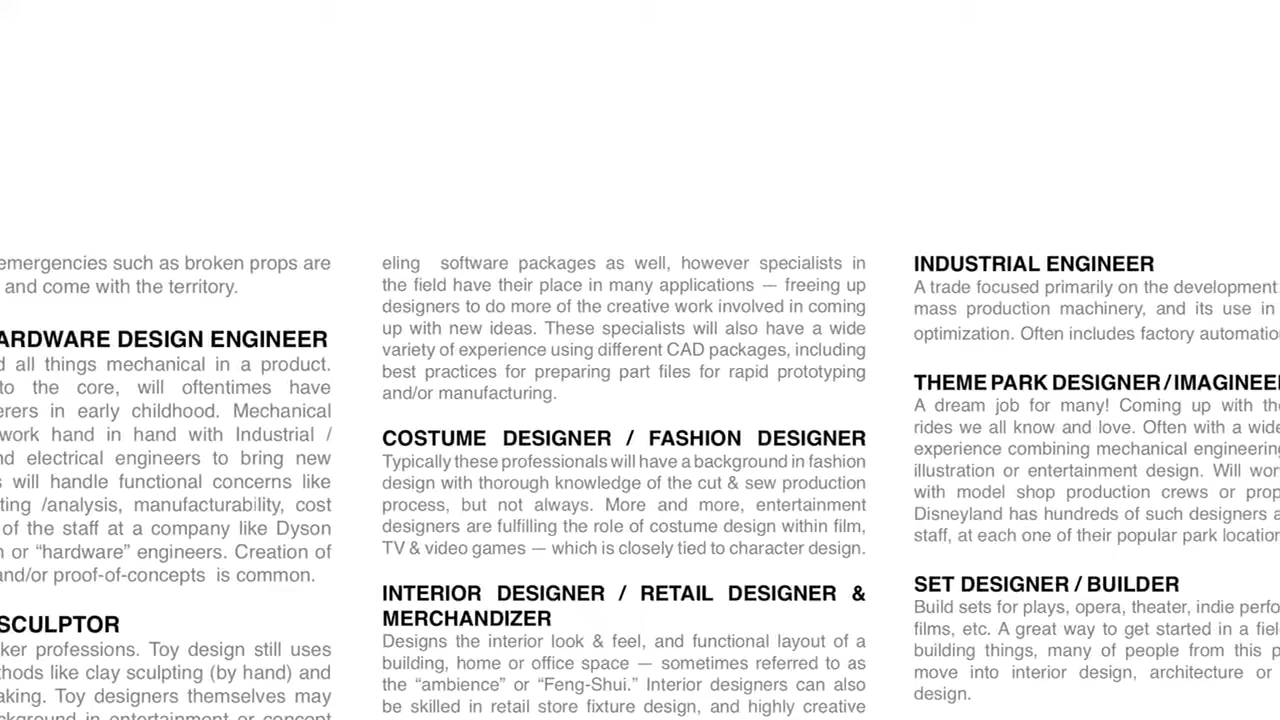 emergencies such as broken props are
and come with the territory.
ARDWARE DESIGN ENGINEER
all things mechanical in a product.
to the core, will oftentimes have
erers in early childhood. Mechanical
work hand in hand with Industrial /
nd electrical engineers to bring new
s will handle functional concerns like
ting /analysis, manufacturability, cost
of the staff at a company like Dyson
n or “hardware” engineers. Creation of
and/or proof-of-concepts is common.
SCULPTOR
ker professions. Toy design still uses
thods like clay sculpting (by hand) and
aking. Toy designers themselves may
ckground in entertainment or concept
eling software packages as well, however specialists in
the field have their place in many applications — freeing up
designers to do more of the creative work involved in coming
up with new ideas. These specialists will also have a wide
variety of experience using different CAD packages, including
best practices for preparing part files for rapid prototyping
and/or manufacturing.
COSTUME DESIGNER / FASHION DESIGNER
Typically these professionals will have a background in fashion
design with thorough knowledge of the cut & sew production
process, but not always. More and more, entertainment
designers are fulfilling the role of costume design within film,
TV & video games — which is closely tied to character design.
INTERIOR DESIGNER / RETAIL DESIGNER &
MERCHANDIZER
Designs the interior look & feel, and functional layout of a
building, home or office space — sometimes referred to as
the “ambience” or “Feng-Shui.” Interior designers can also
be skilled in retail store fixture design, and highly creative
INDUSTRIAL ENGINEER
A trade focused primarily on the development
mass production machinery, and its use in
optimization. Often includes factory automatio
THEME PARK DESIGNER / IMAGINEE
A dream job for many! Coming up with the
rides we all know and love. Often with a wide
experience combining mechanical engineering
illustration or entertainment design. Will wor
with model shop production crews or prop
Disneyland has hundreds of such designers a
staff, at each one of their popular park location
SET DESIGNER / BUILDER
Build sets for plays, opera, theater, indie perfo
films, etc. A great way to get started in a fiel
building things, many of people from this p
move into interior design, architecture or
design.